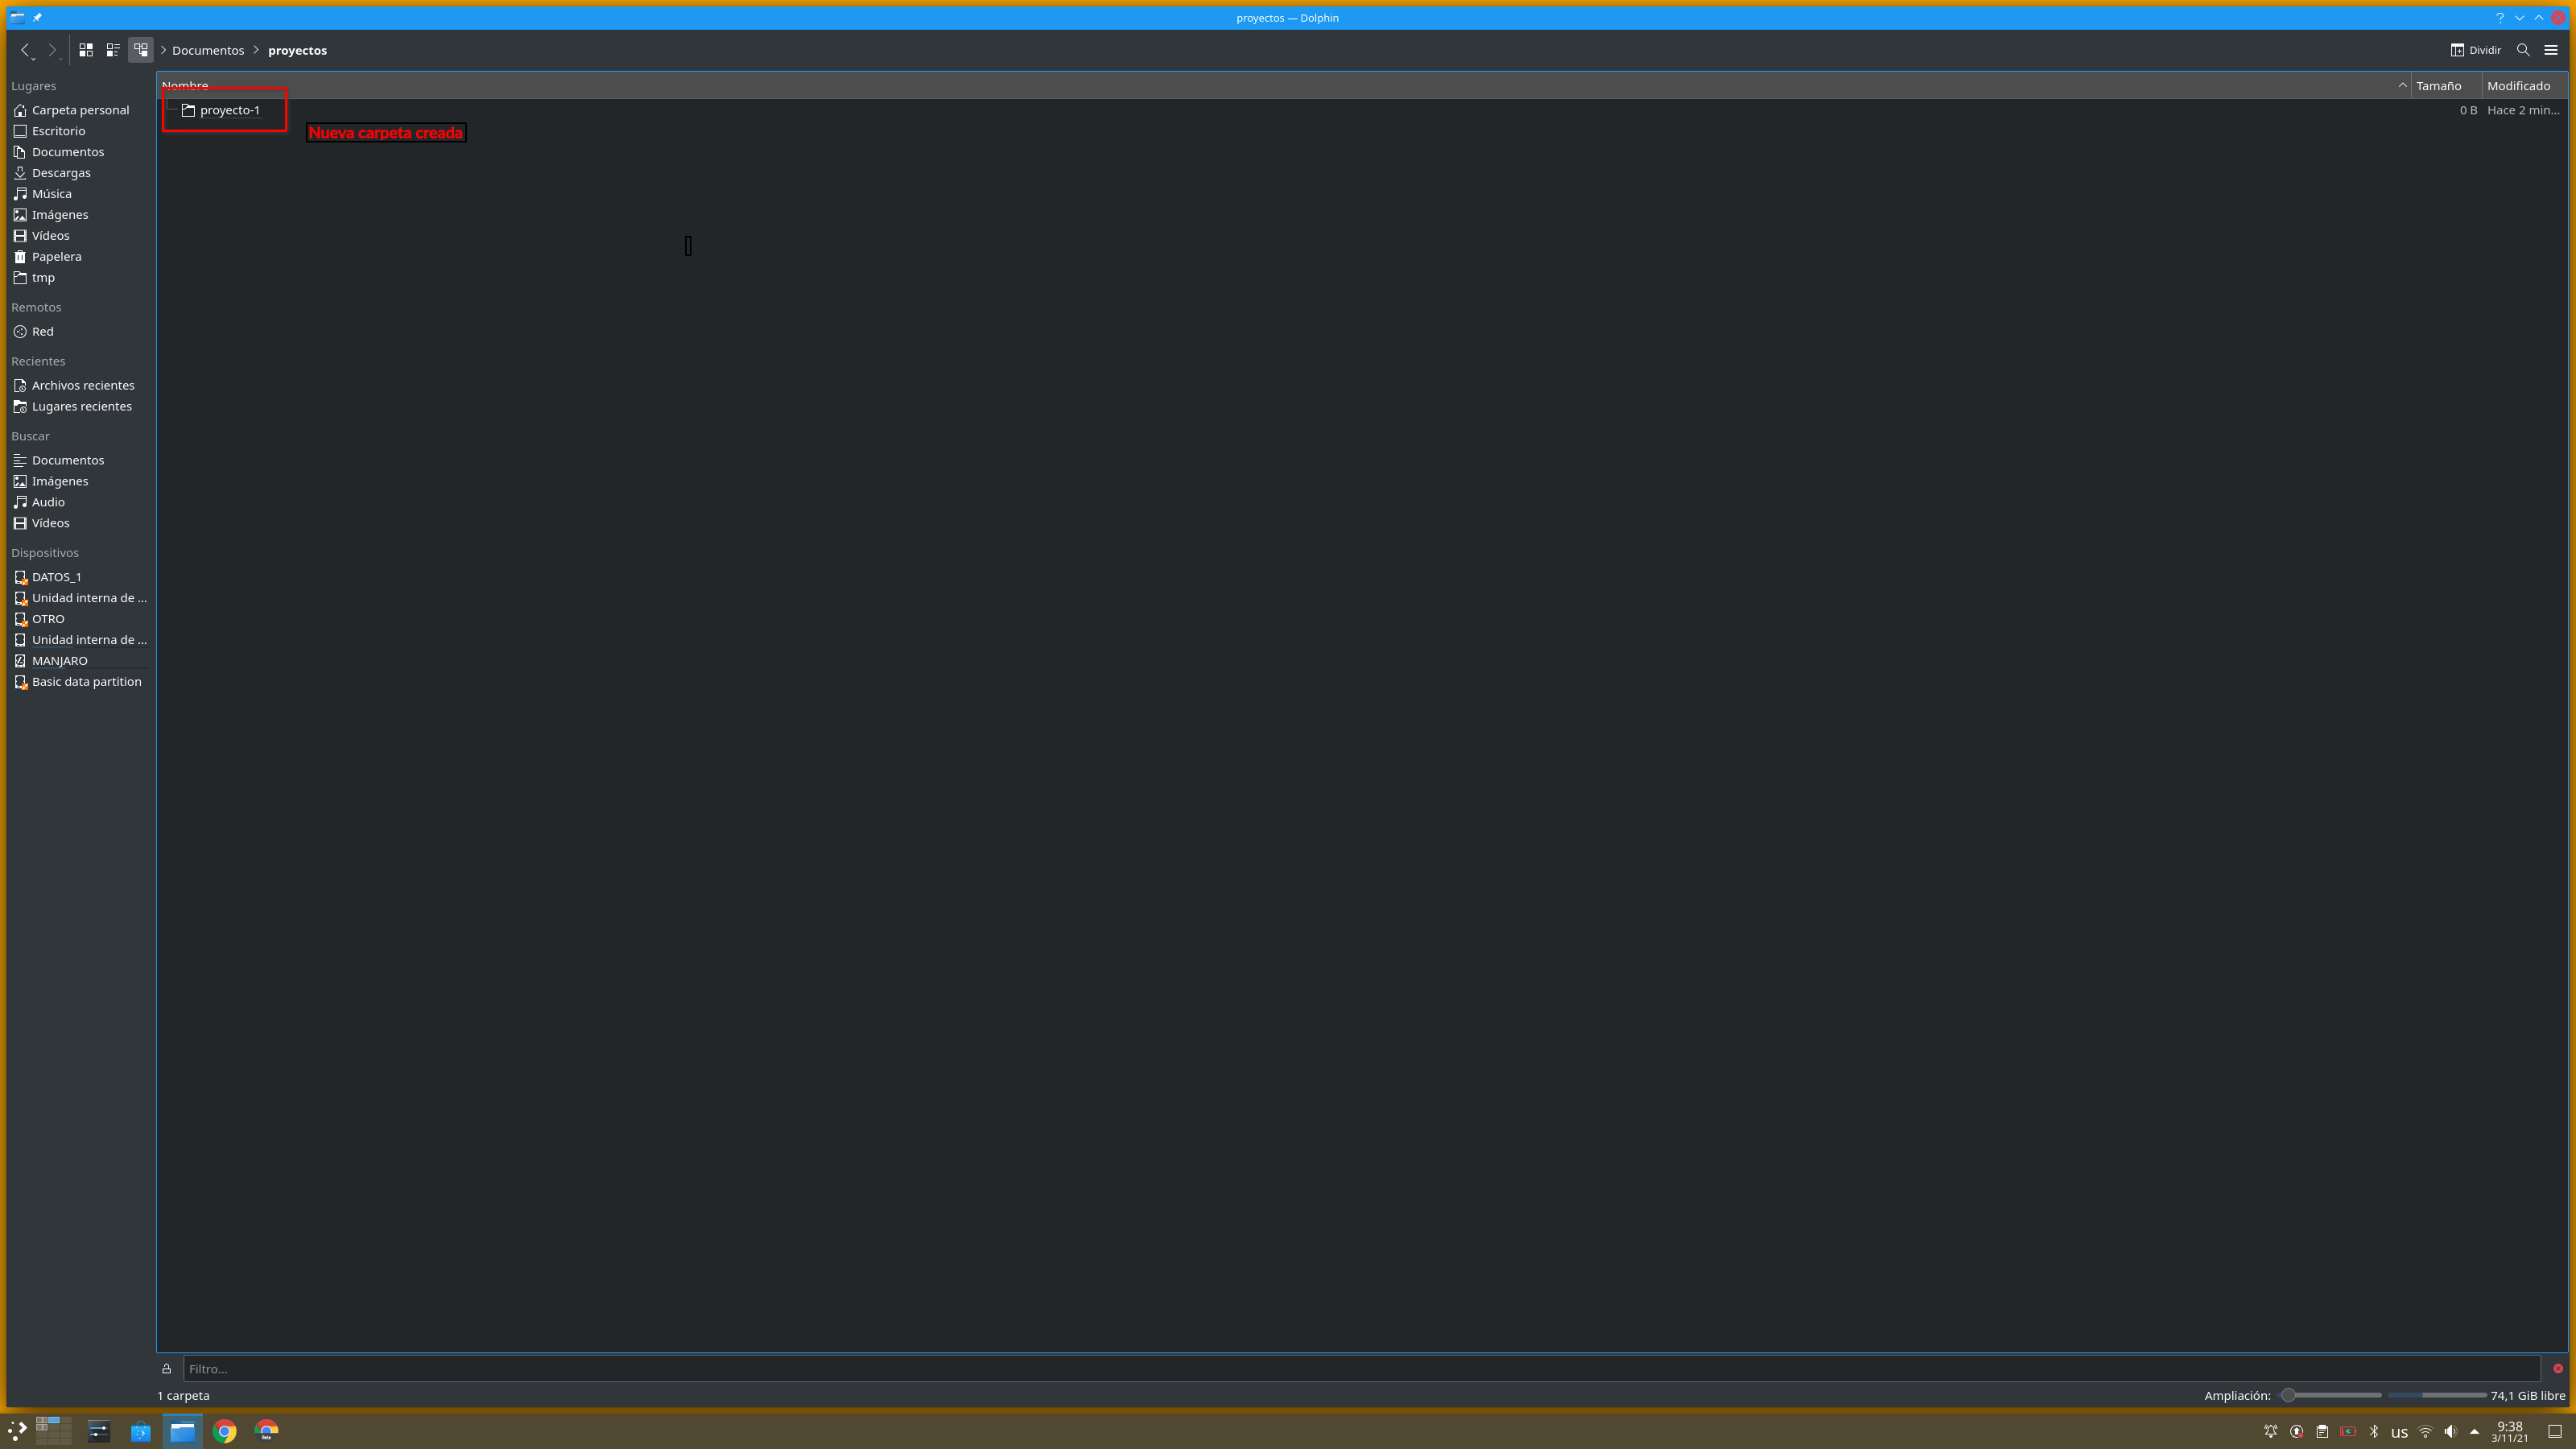 proyectos — Dolphin
Documentos > proyectos
Dividir
Lugares
Carpeta personal
Escritorio
Documentos
Descargas
Música
Imágenes
Vídeos
Papelera
tmp
Remotos
Red
Recientes
Archivos recientes
Lugares recientes
Buscar
Documentos
Imágenes
Audio
Vídeos
Dispositivos
DATOS_1
Unidad interna de ...
OTRO
Unidad interna de ...
MANJARO
Basic data partition
Nombre Tamaño Modificado
proyecto-1 0 B Hace 2 min...
Nueva carpeta creada
Filtro...
1 carpeta
Ampliación:
74,1 GiB libre
us
9:38
3/11/21